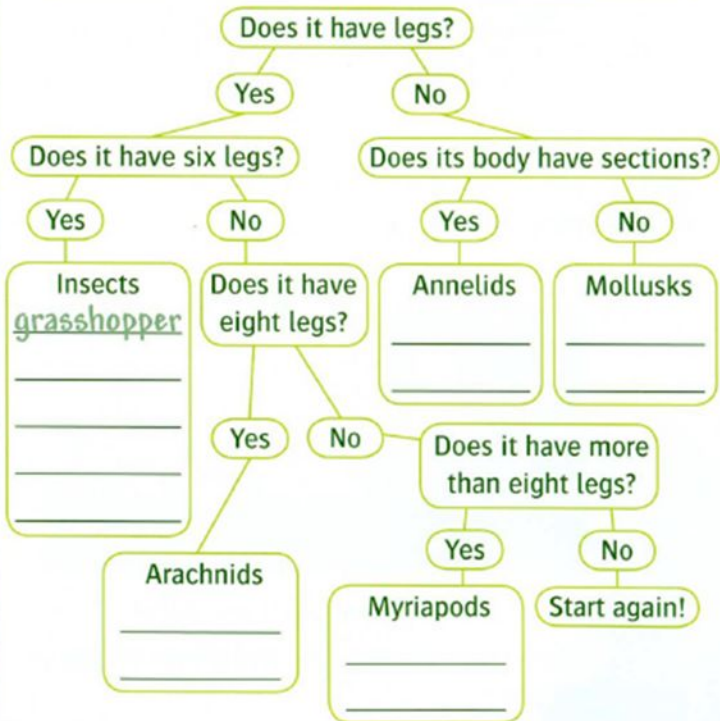 Does it have legs?
Yes
No
Does it have six legs?
Does its body have sections?
Yes
No
Yes
No
Insects
grasshopper
Does it have
eight legs?
Annelids
Mollusks
Yes
No
Does it have more
than eight legs?
Yes
No
Arachnids
Myriapods
Start again!